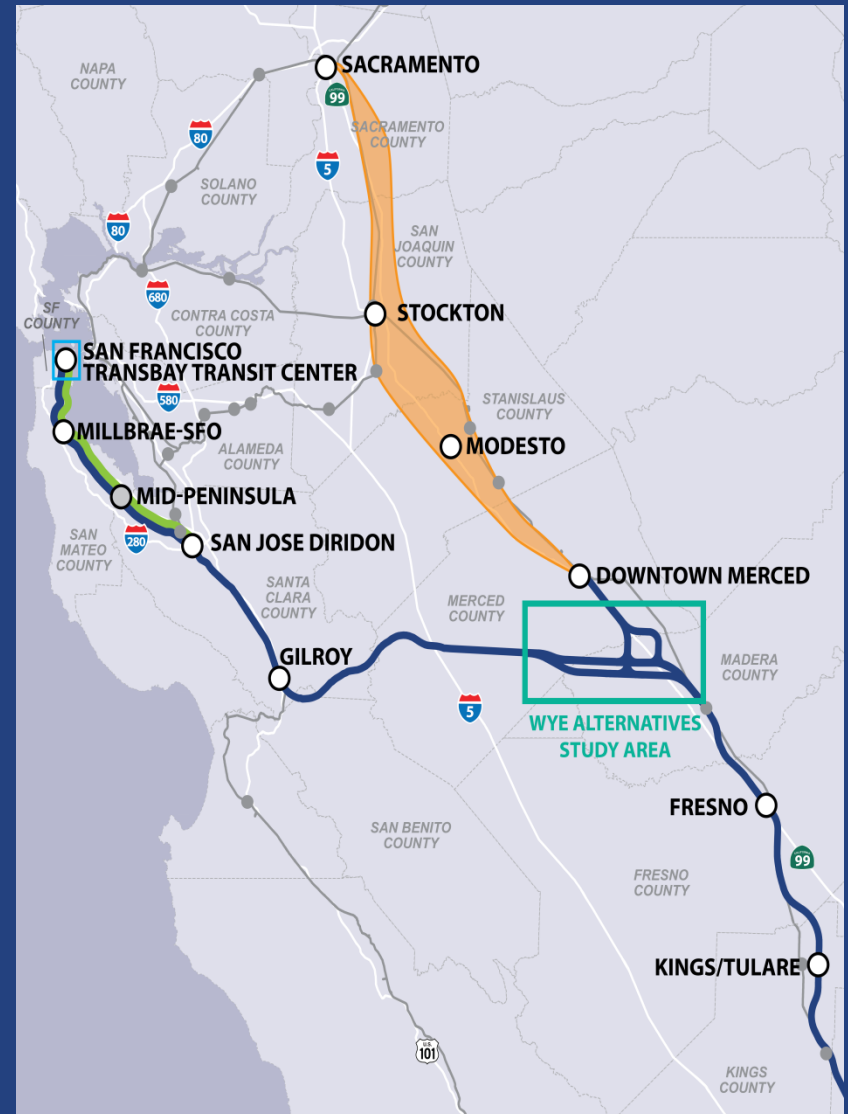 SACRAMENTO
NAPA
COUNTY
CALIFORNIA
99
SACRAMENTO
COUNTY
80
5
SOLANO
COUNTY
80
SAN
JOAQUIN
COUNTY
680
SF
COUNTY
CONTRA COSTA
COUNTY
STOCKTON
SAN FRANCISCO
TRANSBAY TRANSIT CENTER
580
STANISLAUS
COUNTY
MILLBRAE-SFO
ALAMEDA
COUNTY
MODESTO
MID-PENINSULA
SAN
MATEO
COUNTY
280
SAN JOSE DIRIDON
SANTA
CLARA
COUNTY
DOWNTOWN MERCED
MERCED
COUNTY
GILROY
MADERA
COUNTY
5
WYE ALTERNATIVES
STUDY AREA
FRESNO
SAN BENITO
COUNTY
99
FRESNO
COUNTY
KINGS/TULARE
U.S.
101
KINGS
COUNTY